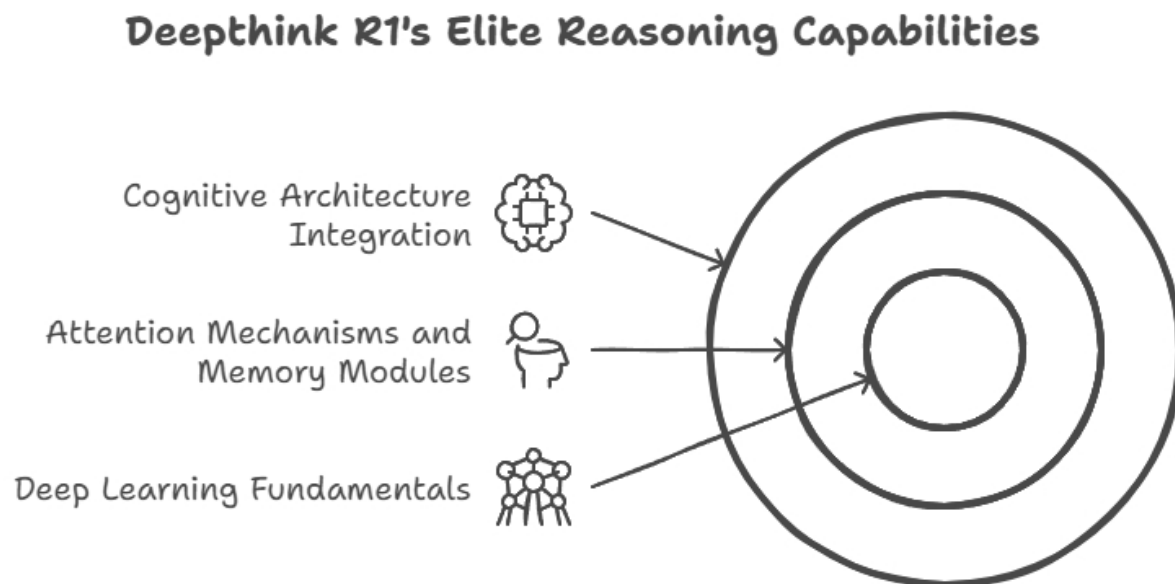 Deepthink R1's Elite Reasoning Capabilities
Cognitive Architecture
Integration
Attention Mechanisms and
Memory Modules
Deep Learning Fundamentals